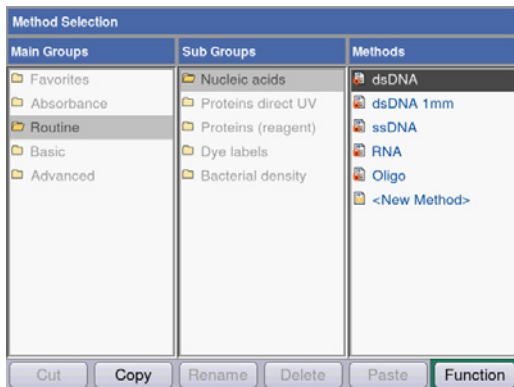 Method Selection
Main Groups
Sub Groups
Methods
Favorites
Absorbance
Routine
Basic
Advanced
Nucleic acids
Proteins direct UV
Proteins (reagent)
Dye labels
Bacterial density
dsDNA
dsDNA 1mm
ssDNA
RNA
Oligo
<New Method>
Cut
Copy
Rename
Delete
Paste
Function